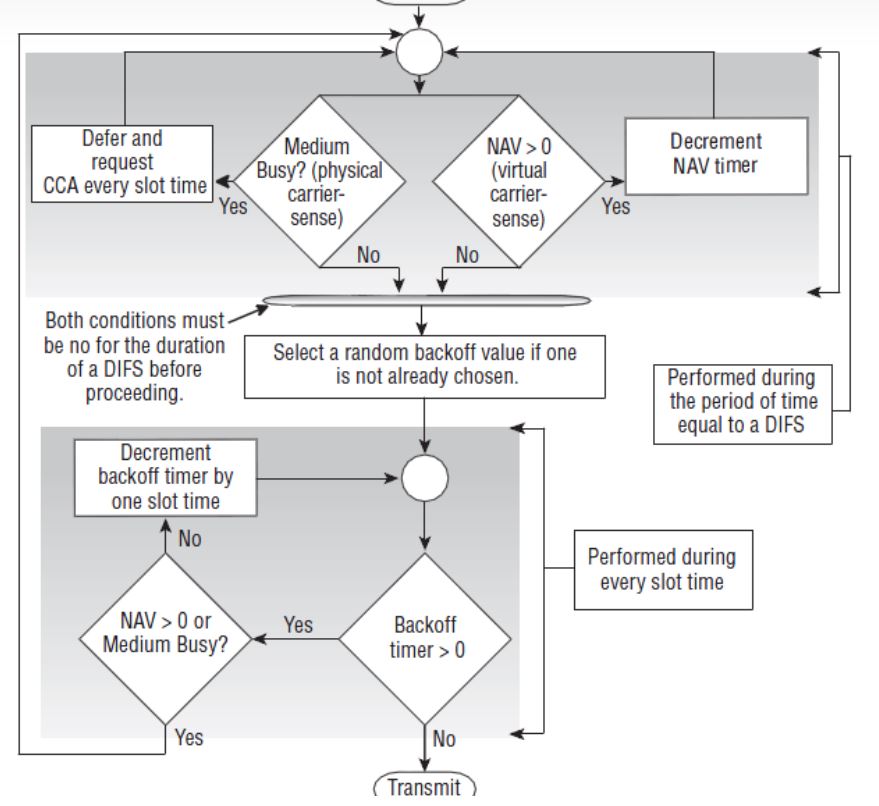 Defer and
request
CCA every slot time
Yes
Medium
Busy? (physical
carrier-
sense)
No
NAV > 0
(virtual
carrier-
sense)
No
Yes
Decrement
NAV timer
Both conditions must
be no for the duration
of a DIFS before
proceeding.
Select a random backoff value if one
is not already chosen.
Performed during
the period of time
equal to a DIFS
Decrement
backoff timer by
one slot time
No
NAV > 0 or
Medium Busy?
Yes
Yes
Backoff
timer > 0
No
Performed during
every slot time
Transmit